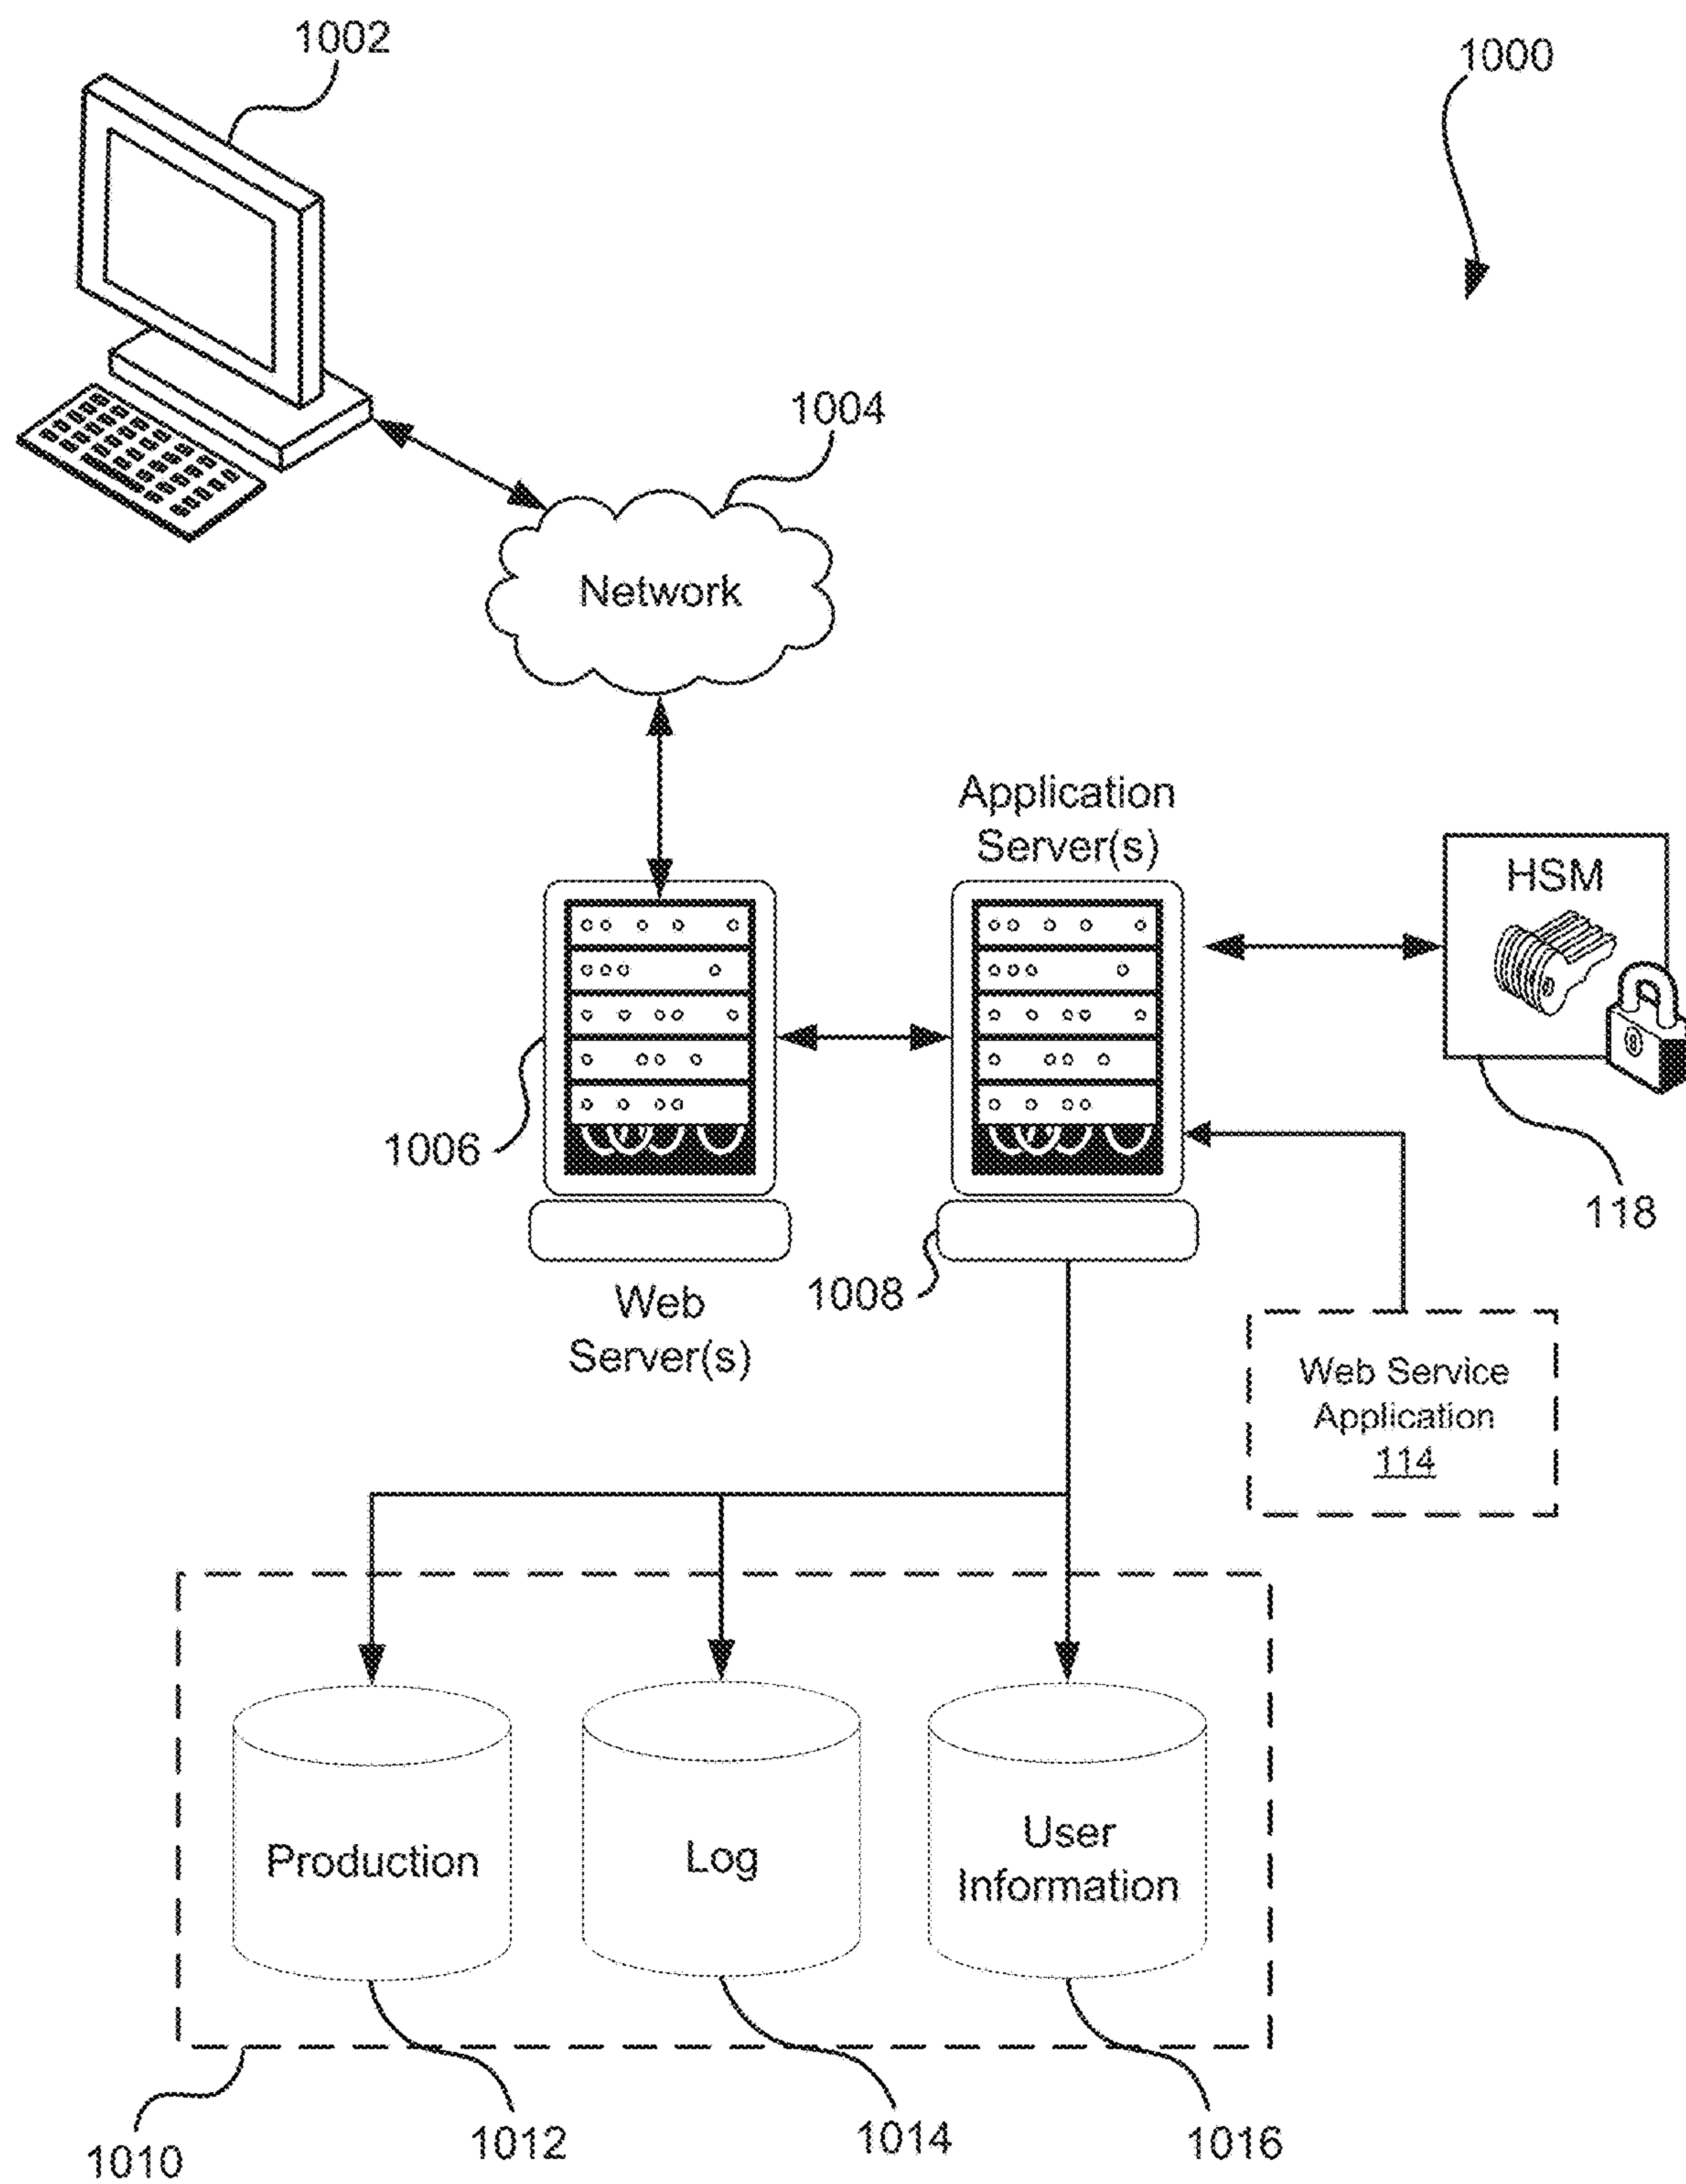 1002
1000
1004
Network
Application
Server(s)
HSM
1006
118
1008
Web
Server(s)
Web Service
Application
114
Production
Log
User
Information
1010
1012
1014
1016